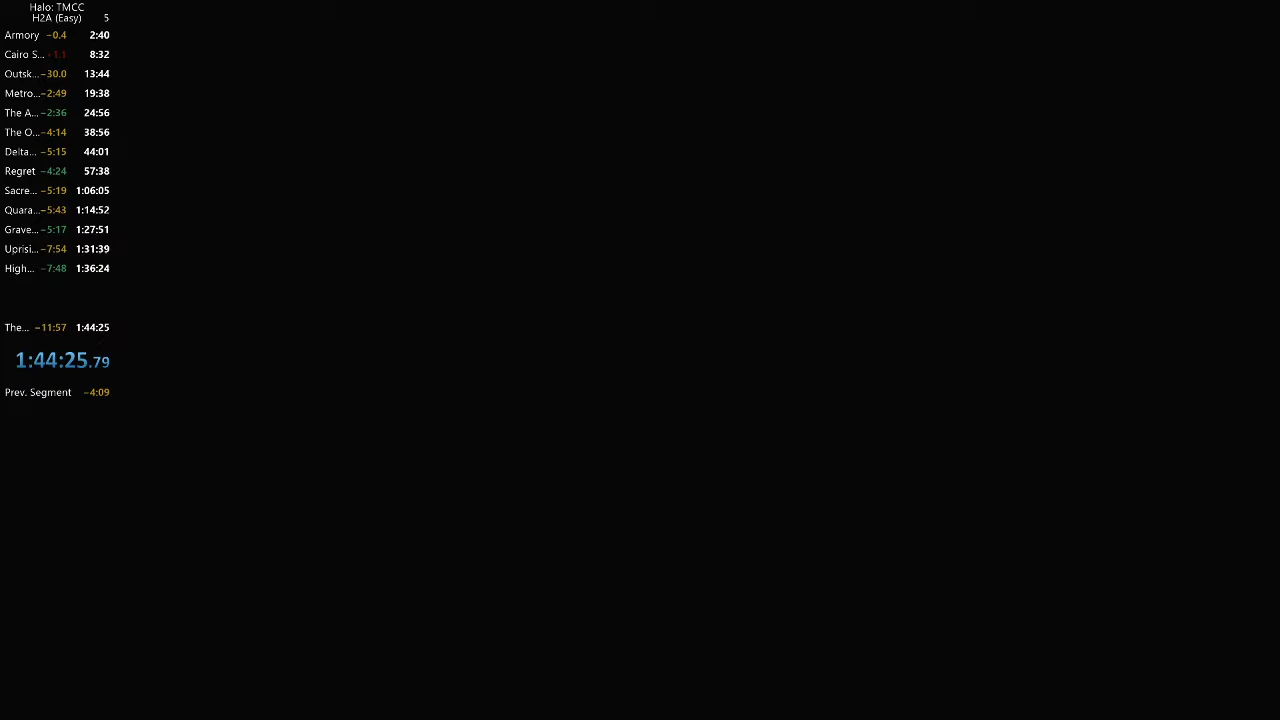 Halo: TMCC
H2A (Easy) 5
Armory −0.4 2:40
Cairo S... +1.1 8:32
Outsk... −30.0 13:44
Metro... −2:49 19:38
The A... −2:36 24:56
The O... −4:14 38:56
Delta... −5:15 44:01
Regret −4:24 57:38
Sacre... −5:19 1:06:05
Quara... −5:43 1:14:52
Grave... −5:17 1:27:51
Uprisi... −7:54 1:31:39
High... −7:48 1:36:24
The... −11:57 1:44:25
1:44:25.79
Prev. Segment −4:09